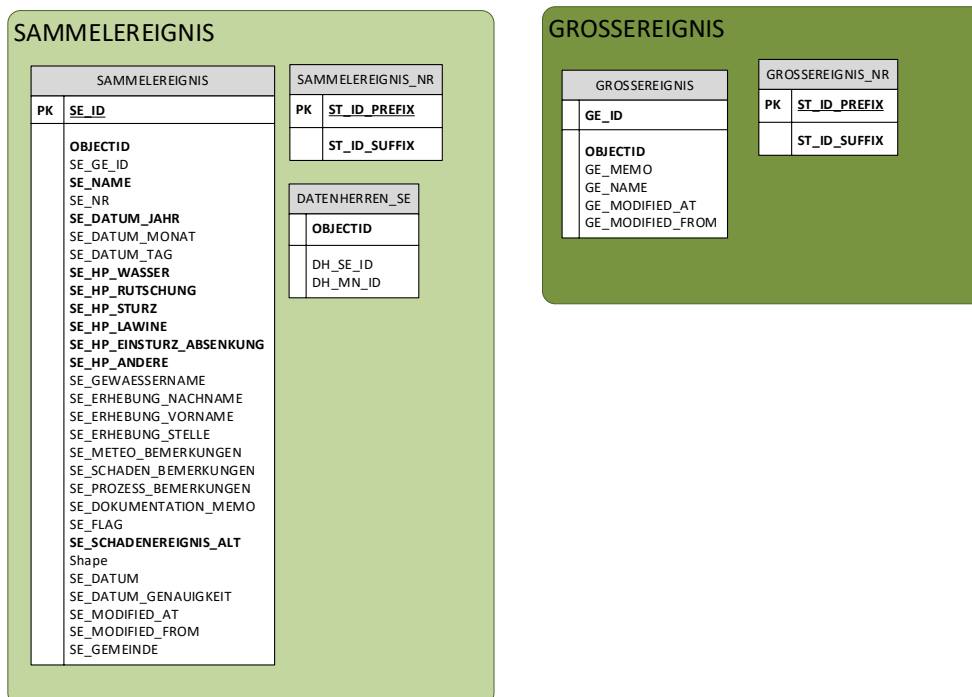 SAMMELEREIGNIS
SAMMELEREIGNIS
PK SE_ID
OBJECTID
SE_GE_ID
SE_NAME
SE_NR
SE_DATUM_JAHR
SE_DATUM_MONAT
SE_DATUM_TAG
SE_HP_WASSER
SE_HP_RUTSCHUNG
SE_HP_STURZ
SE_HP_LAWINE
SE_HP_EINSTURZ_ABSENKUNG
SE_HP_ANDERE
SE_GEWAESSERNAME
SE_ERHEBUNG_NACHNAME
SE_ERHEBUNG_VORNAME
SE_ERHEBUNG_STELLE
SE_METEO_BEMERKUNGEN
SE_SCHADEN_BEMERKUNGEN
SE_PROZESS_BEMERKUNGEN
SE_DOKUMENTATION_MEMO
SE_FLAG
SE_SCHADENEREIGNIS_ALT
Shape
SE_DATUM
SE_DATUM_GENAUIGKEIT
SE_MODIFIED_AT
SE_MODIFIED_FROM
SE_GEMEINDE
SAMMELEREIGNIS_NR
PK ST_ID_PREFIX
ST_ID_SUFFIX
DATENHERREN_SE
OBJECTID
DH_SE_ID
DH_MN_ID
GROSSEREIGNIS
GROSSEREIGNIS
GE_ID
OBJECTID
GE_MEMO
GE_NAME
GE_MODIFIED_AT
GE_MODIFIED_FROM
GROSSEREIGNIS_NR
PK ST_ID_PREFIX
ST_ID_SUFFIX